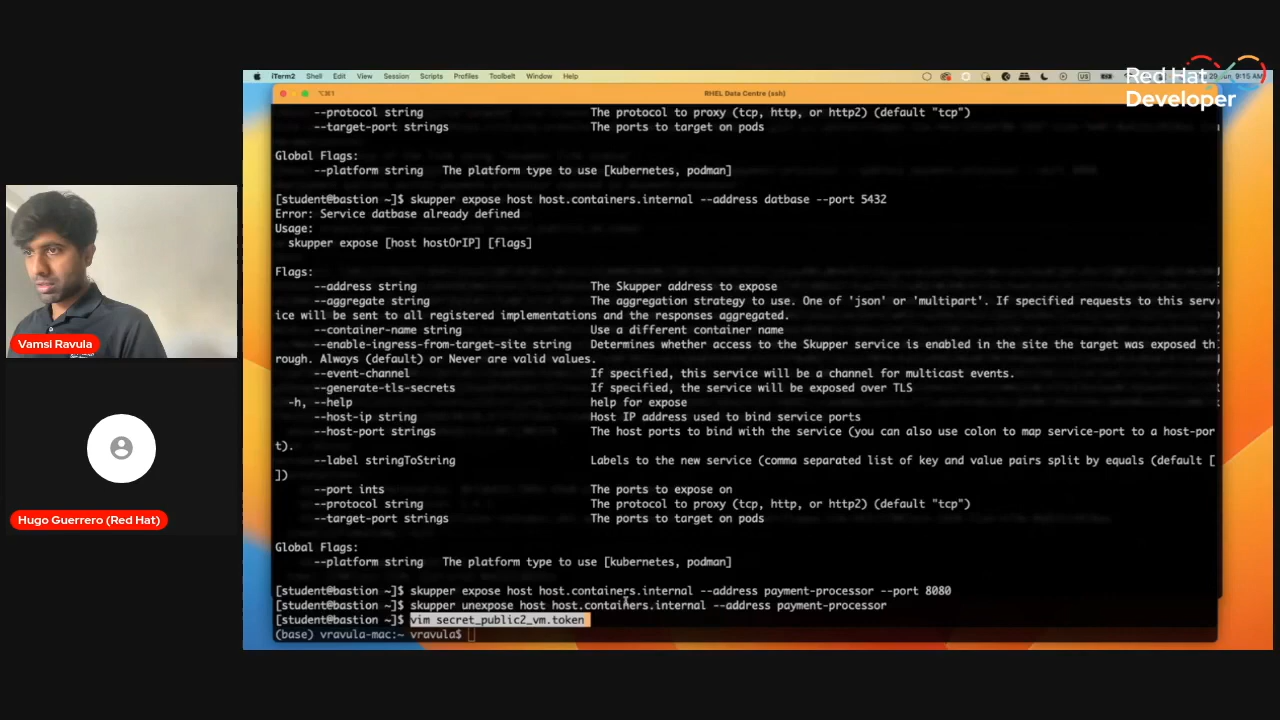 iTerm2 Shell Edit View Session Scripts Profiles Toolbelt Window Help
US
9:15 AM
Red Hat
Developer
RHEL Data Centre (ssh)
--protocol string The protocol to proxy (tcp, http, or http2) (default "tcp")
--target-port strings The ports to target on pods
Global Flags:
--platform string The platform type to use [kubernetes, podman]
[student@bastion ~]$ skupper expose host host.containers.internal --address datbase --port 5432
Error: Service datbase already defined
Usage:
skupper expose [host hostOrIP] [flags]
Flags:
--address string The Skupper address to expose
--aggregate string The aggregation strategy to use. One of 'json' or 'multipart'. If specified requests to this serv
ice will be sent to all registered implementations and the responses aggregated.
--container-name string Use a different container name
--enable-ingress-from-target-site string Determines whether access to the Skupper service is enabled in the site the target was exposed th
rough. Always (default) or Never are valid values.
--event-channel If specified, this service will be a channel for multicast events.
--generate-tls-secrets If specified, the service will be exposed over TLS
-h, --help help for expose
--host-ip string Host IP address used to bind service ports
--host-port strings The host ports to bind with the service (you can also use colon to map service-port to a host-por
t).
--label stringToString Labels to the new service (comma separated list of key and value pairs split by equals (default [
])
--port ints The ports to expose on
--protocol string The protocol to proxy (tcp, http, or http2) (default "tcp")
--target-port strings The ports to target on pods
Global Flags:
--platform string The platform type to use [kubernetes, podman]
[student@bastion ~]$ skupper expose host host.containers.internal --address payment-processor --port 8080
[student@bastion ~]$ skupper unexpose host host.containers.internal --address payment-processor
[student@bastion ~]$ vim secret_public2_vm.token
(base) vravula-mac:~ vravula$
Vamsi Ravula
Hugo Guerrero (Red Hat)